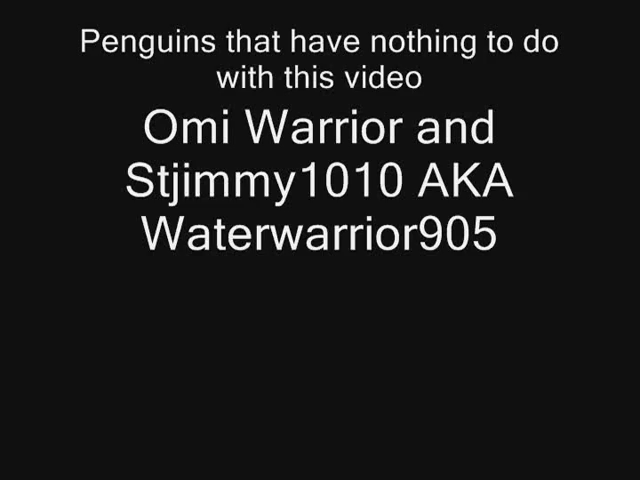 Penguins that have nothing to do
with this video
Omi Warrior and
Stjimmy1010 AKA
Waterwarrior905